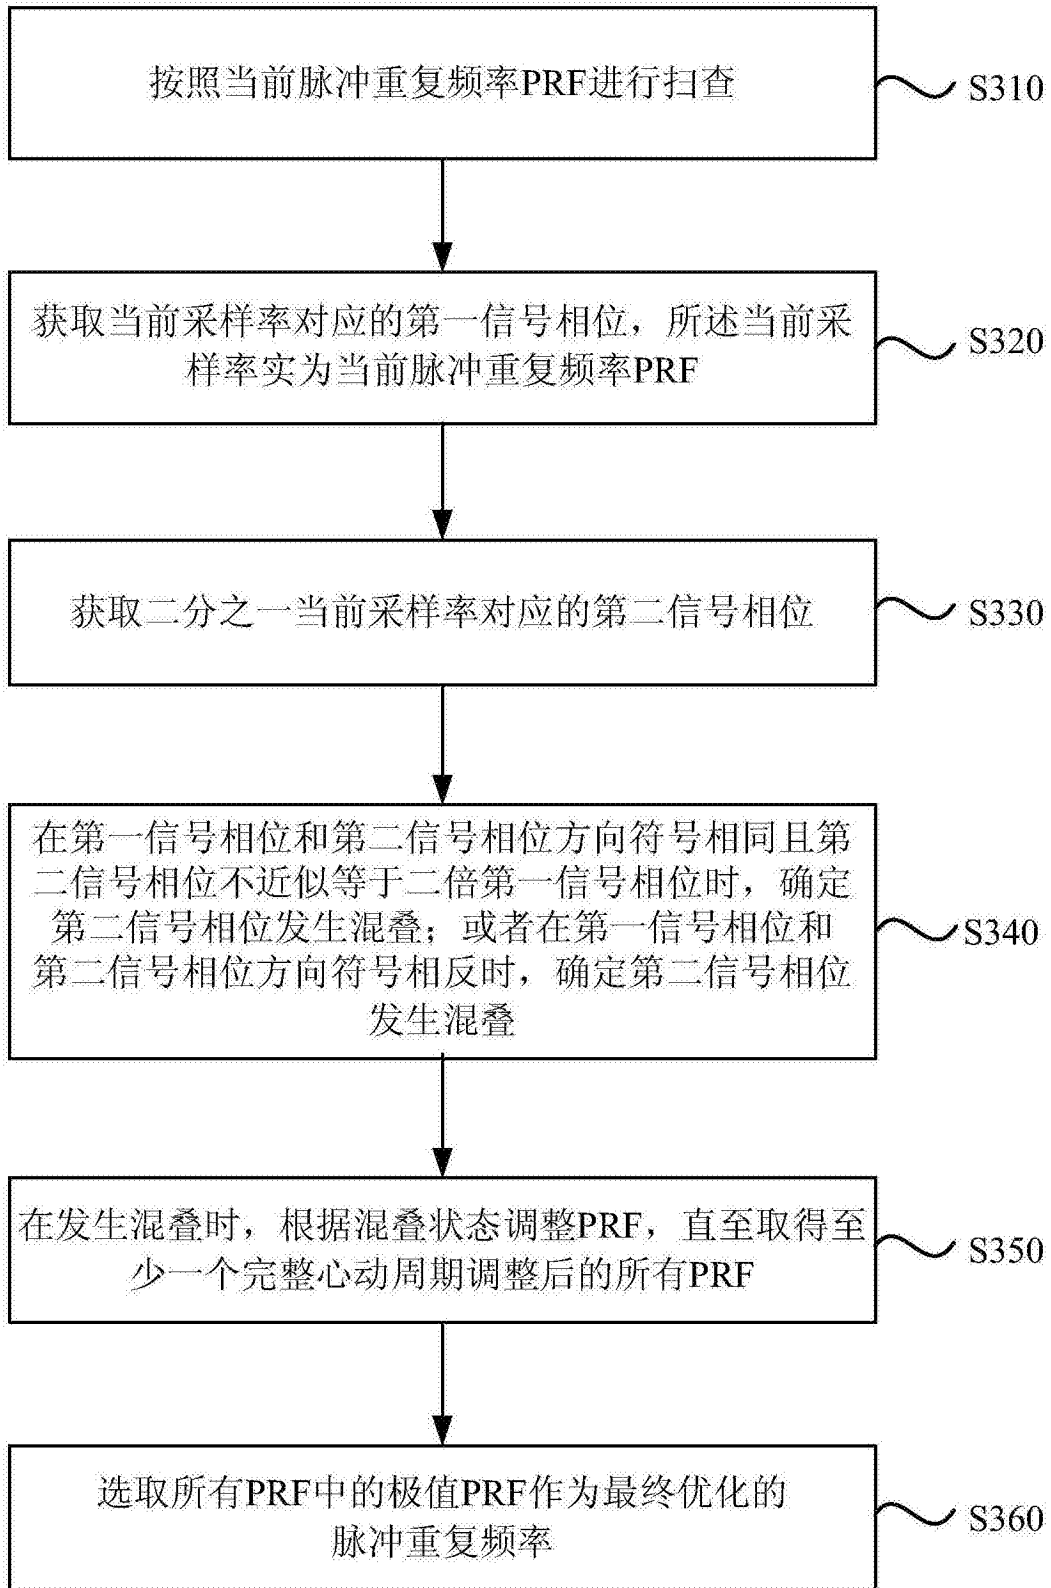 按照当前脉冲重复频率PRF进行扫查
S310
获取当前采样率对应的第一信号相位，所述当前采
样率实为当前脉冲重复频率PRF
S320
获取二分之一当前采样率对应的第二信号相位
S330
在第一信号相位和第二信号相位方向符号相同且第
二信号相位不近似等于二倍第一信号相位时，确定
第二信号相位发生混叠；或者在第一信号相位和
第二信号相位方向符号相反时，确定第二信号相位
发生混叠
S340
在发生混叠时，根据混叠状态调整PRF，直至取得至
少一个完整心动周期调整后的所有PRF
S350
选取所有PRF中的极值PRF作为最终优化的
脉冲重复频率
S360